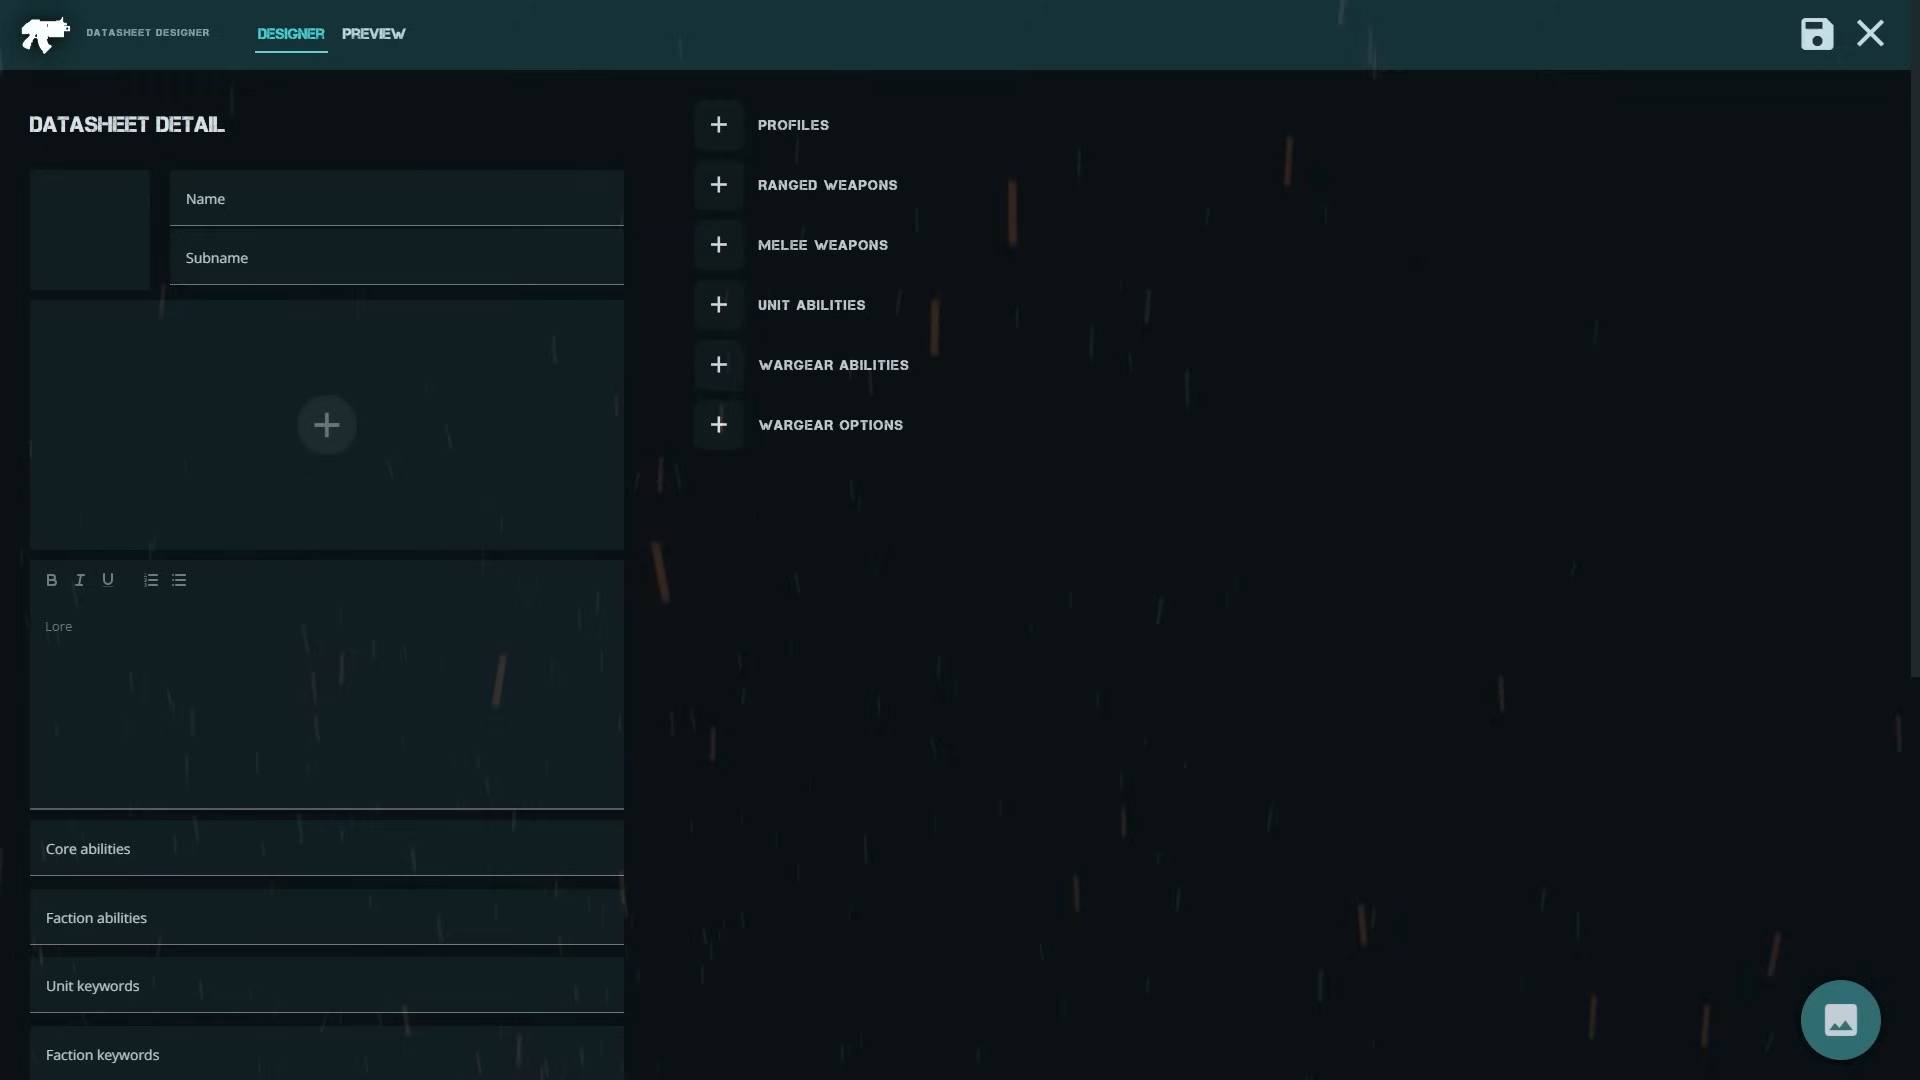 DATASHEET DESIGNER
DESIGNER
PREVIEW
DATASHEET DETAIL
Name
Subname
B I U
Lore
Core abilities
Faction abilities
Unit keywords
Faction keywords
PROFILES
RANGED WEAPONS
MELEE WEAPONS
UNIT ABILITIES
WARGEAR ABILITIES
WARGEAR OPTIONS